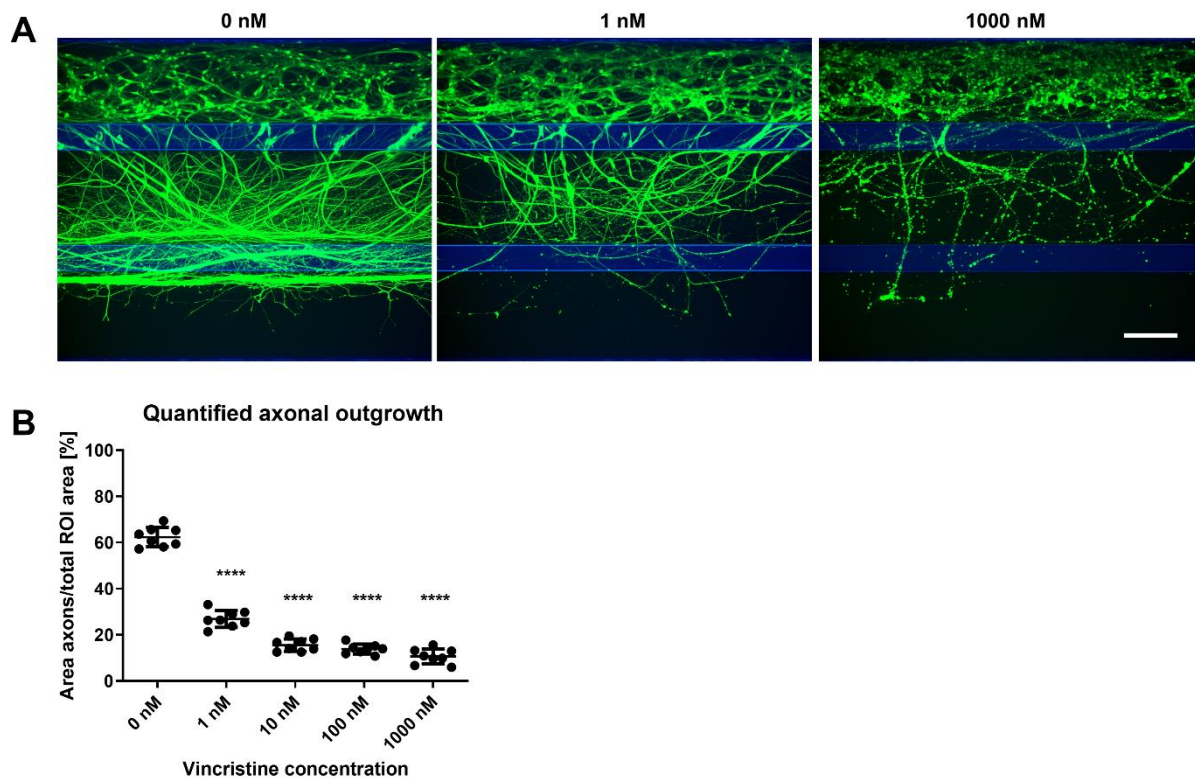 A
0 nM
1 nM
1000 nM
B
Quantified axonal outgrowth
Area axons/total ROI area [%]
100
80
60
40
20
0
****
****
****
****
0 nM
1 nM
10 nM
100 nM
1000 nM
Vincristine concentration